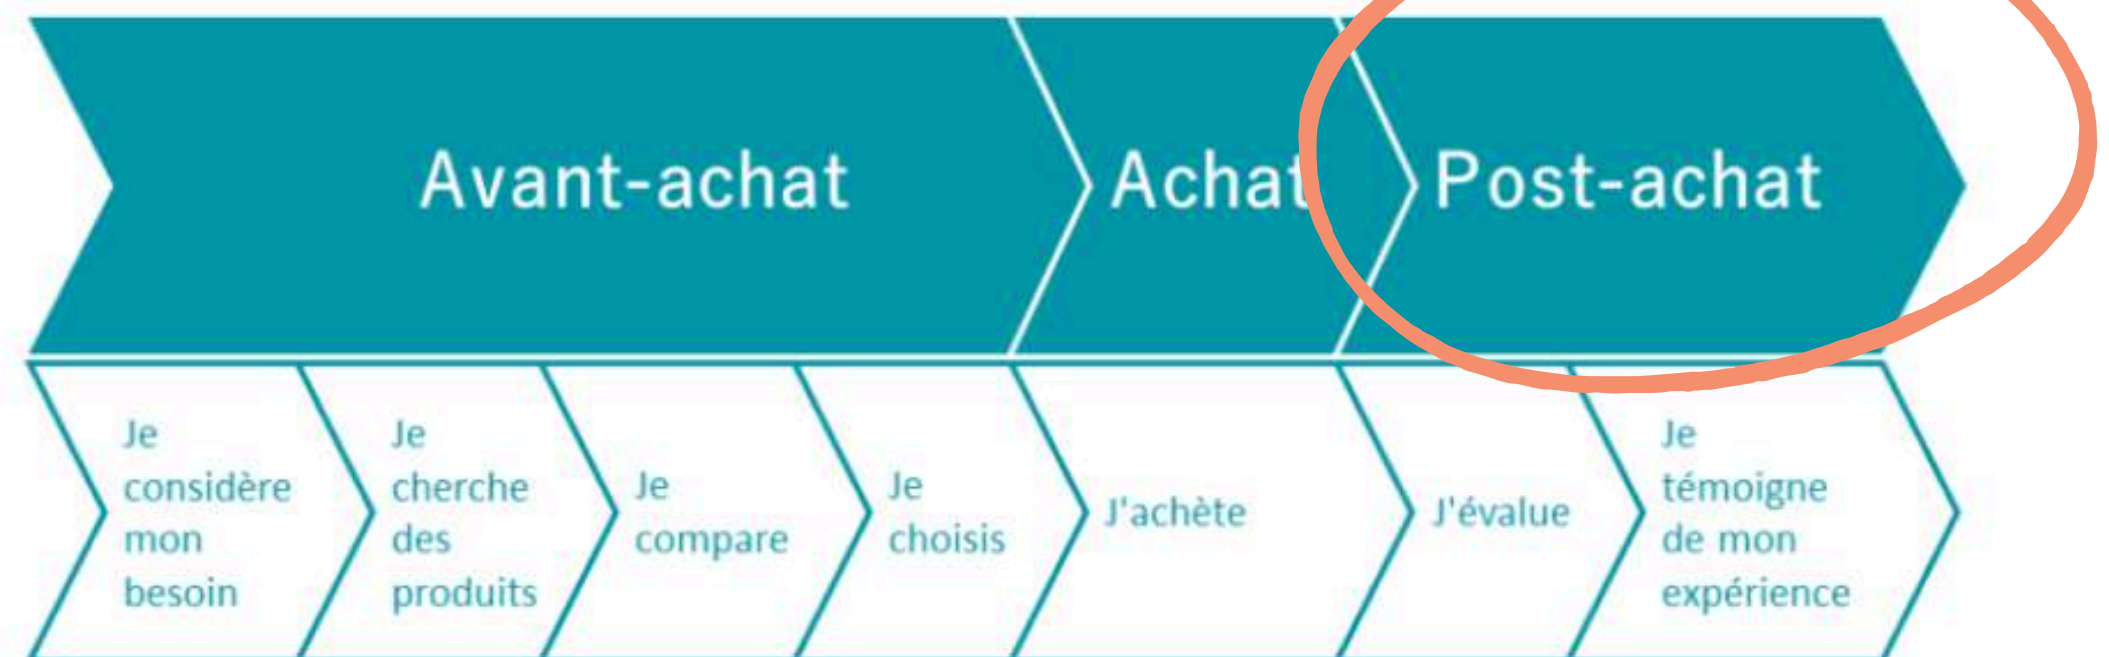 Avant-achat
Achat
Post-achat
Je
considère
mon
besoin
Je
cherche
des
produits
Je
compare
Je
choisis
J'achète
J'évalue
Je
témoigne
de mon
expérience